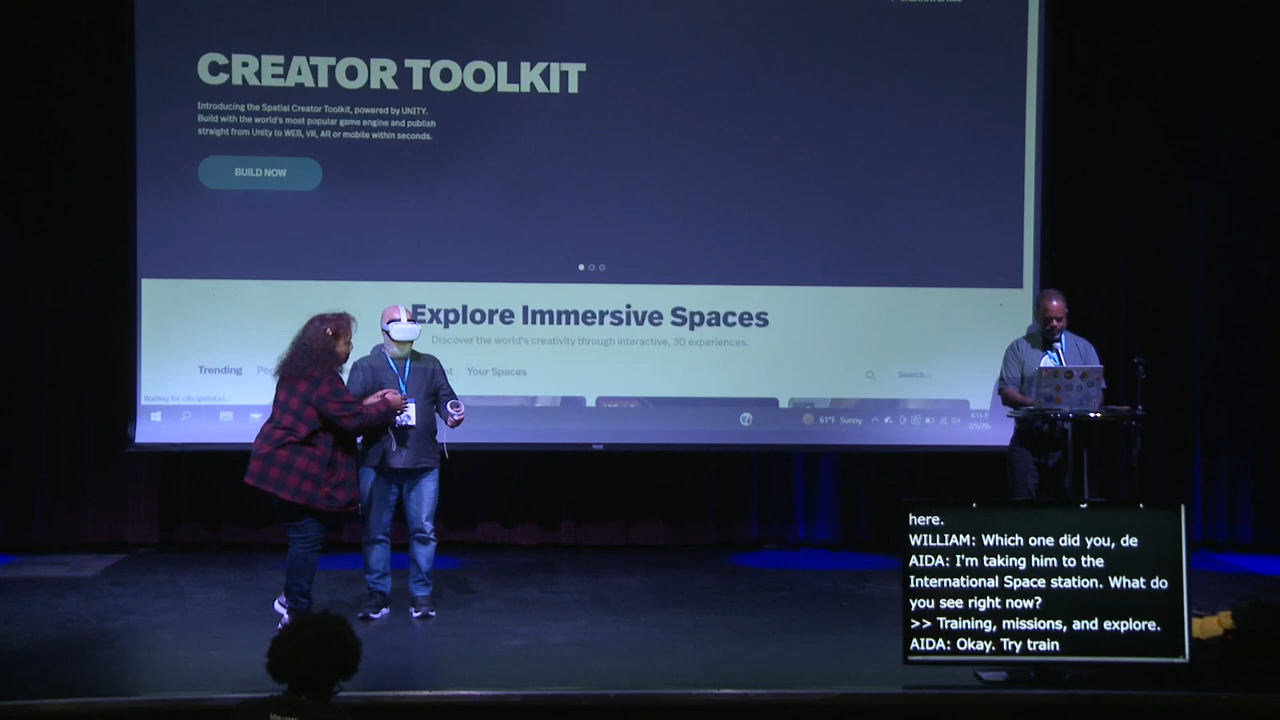 CREATOR TOOLKIT
Introducing the Spatial Creator Toolkit, powered by UNITY.
Build with the world's most popular game engine and publish
straight from Unity to WEB, VR, AR or mobile within seconds.
BUILD NOW
Explore Immersive Spaces
Discover the world's creativity through interactive, 3D experiences.
Trending
Your Spaces
Search...
Waiting for
61°F Sunny
here.
WILLIAM: Which one did you, de
AIDA: I'm taking him to the
International Space station. What do
you see right now?
>> Training, missions, and explore.
AIDA: Okay. Try train